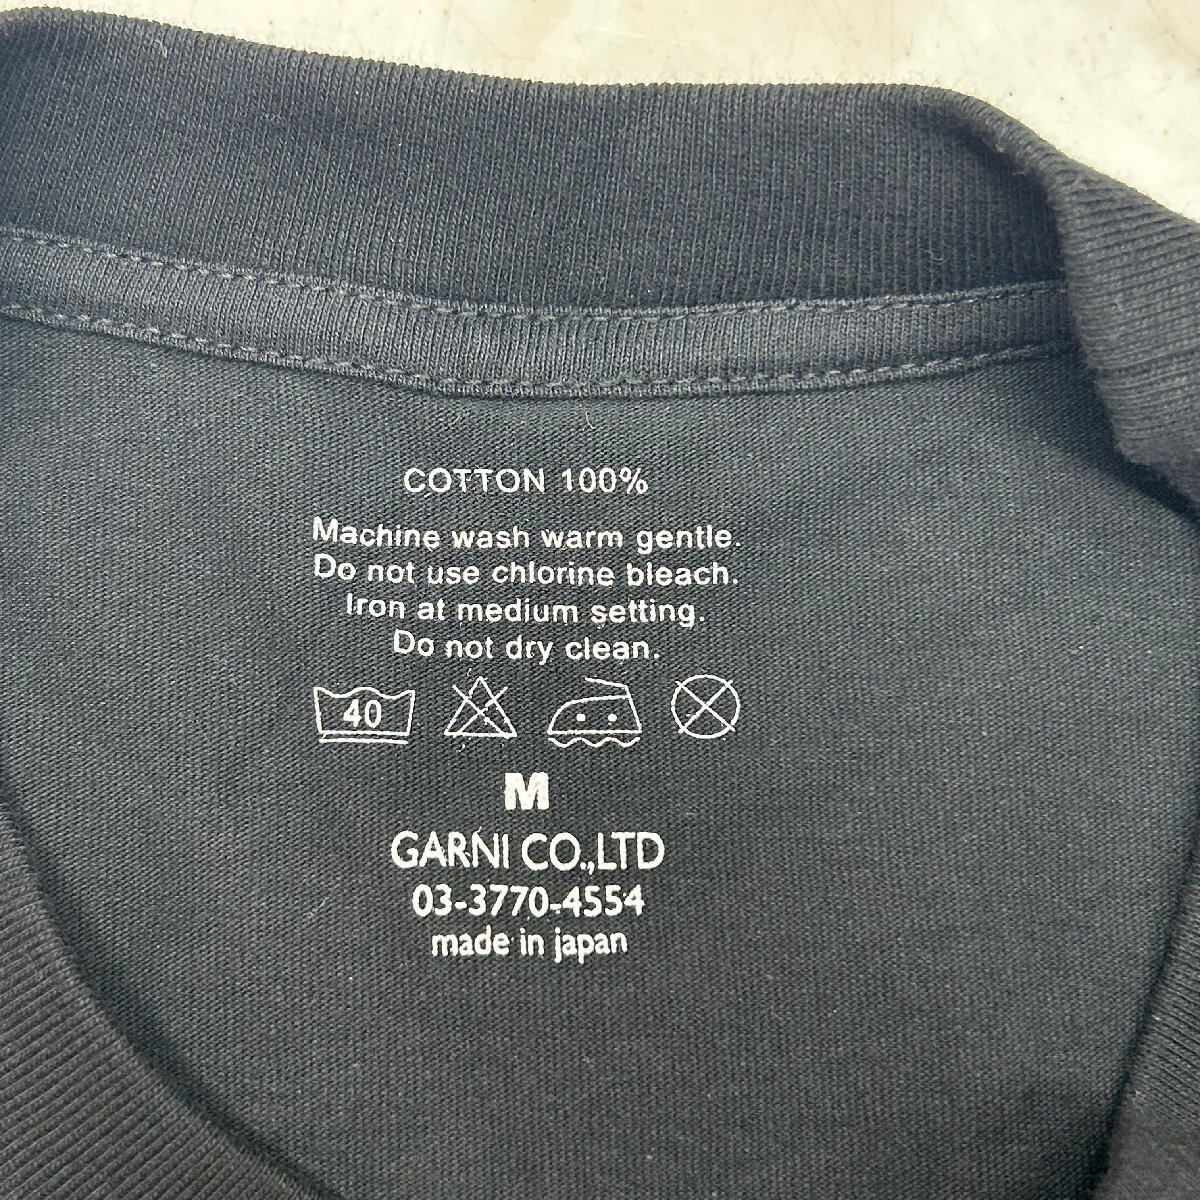 COTTON 100%
Machine wash warm gentle.
Do not use chlorine bleach.
Iron at medium setting.
Do not dry clean.
40
M
GARNI CO.,LTD
03-3770-4554
made in japan